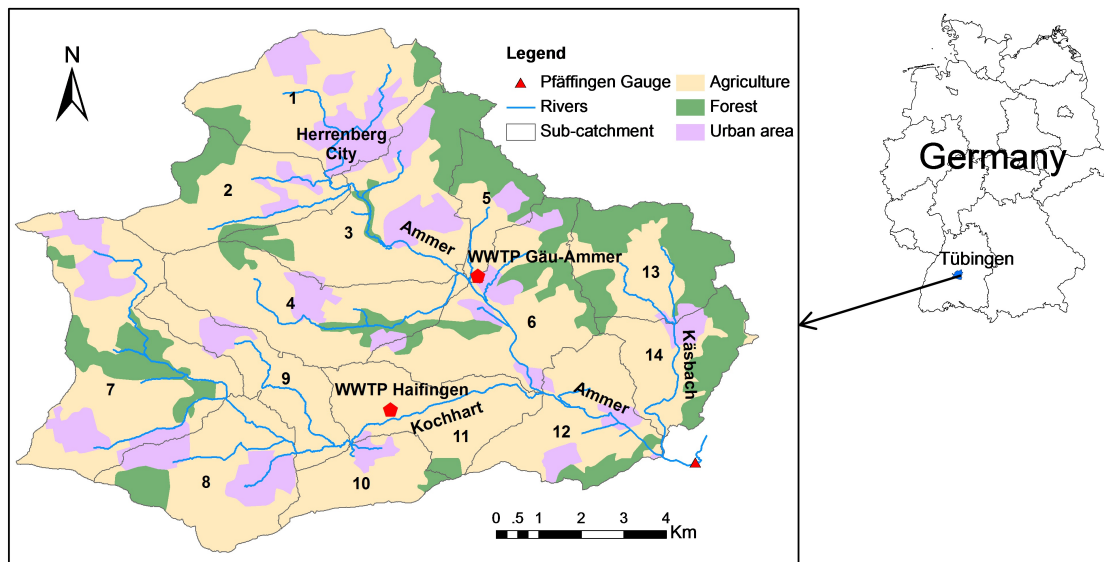 N
Legend
Pfäffingen Gauge
Rivers
Sub-catchment
Agriculture
Forest
Urban area
1
Herrenberg
City
2
3
Ammer
5
WWTP Gäu-Ammer
13
4
6
14
Käsbach
7
9
WWTP Haifingen
Kochhart
Ammer
11
12
8
10
0 .5 1 2 3 4
Km
Germany
Tübingen